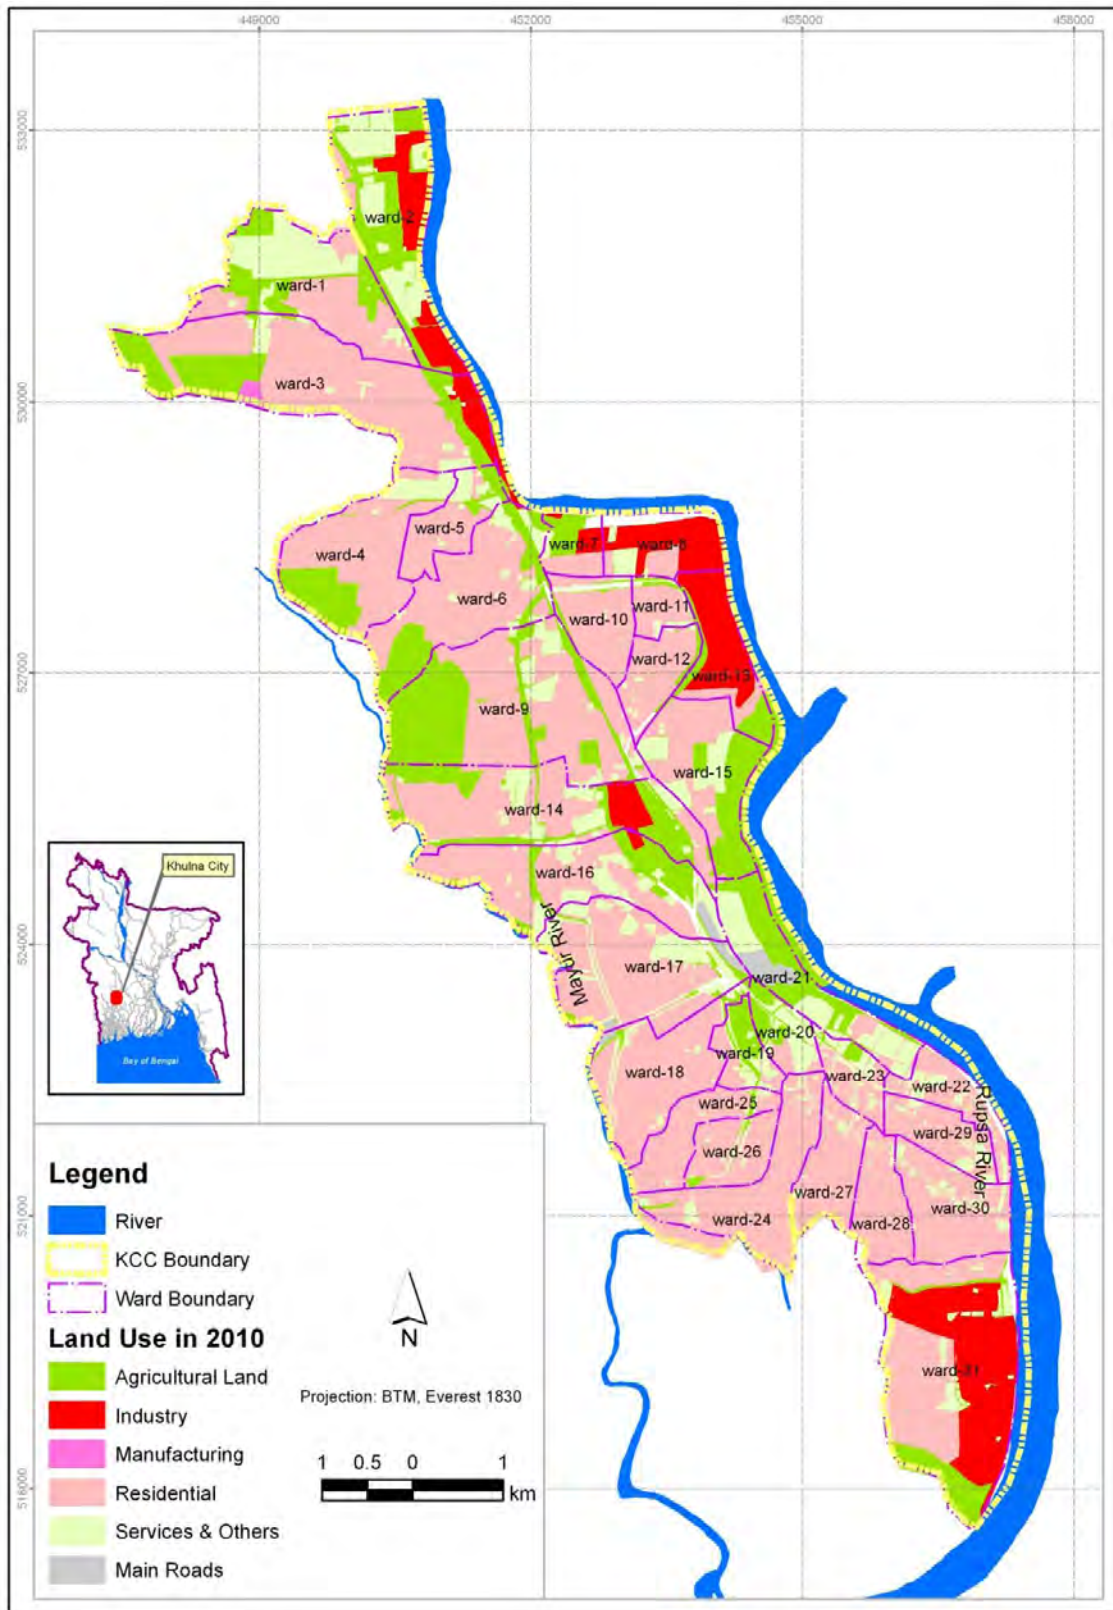 449000 452000 455000 458000
533000
530000
527000
524000
521000
518000
ward-2
ward-1
ward-3
ward-5
ward-4
ward-7
ward-8
ward-6
ward-11
ward-10
ward-12
ward-13
ward-9
ward-15
ward-14
ward-16
Mayur River
ward-17
ward-21
ward-20
ward-19
ward-18
ward-23
ward-22
ward-25
Rupsa River
ward-29
ward-26
ward-27
ward-30
ward-24
ward-28
ward-31
Khulna City
Bay of Bengal
Legend
River
KCC Boundary
Ward Boundary
Land Use in 2010
Agricultural Land
Industry
Manufacturing
Residential
Services & Others
Main Roads
N
Projection: BTM, Everest 1830
1 0.5 0 1
km